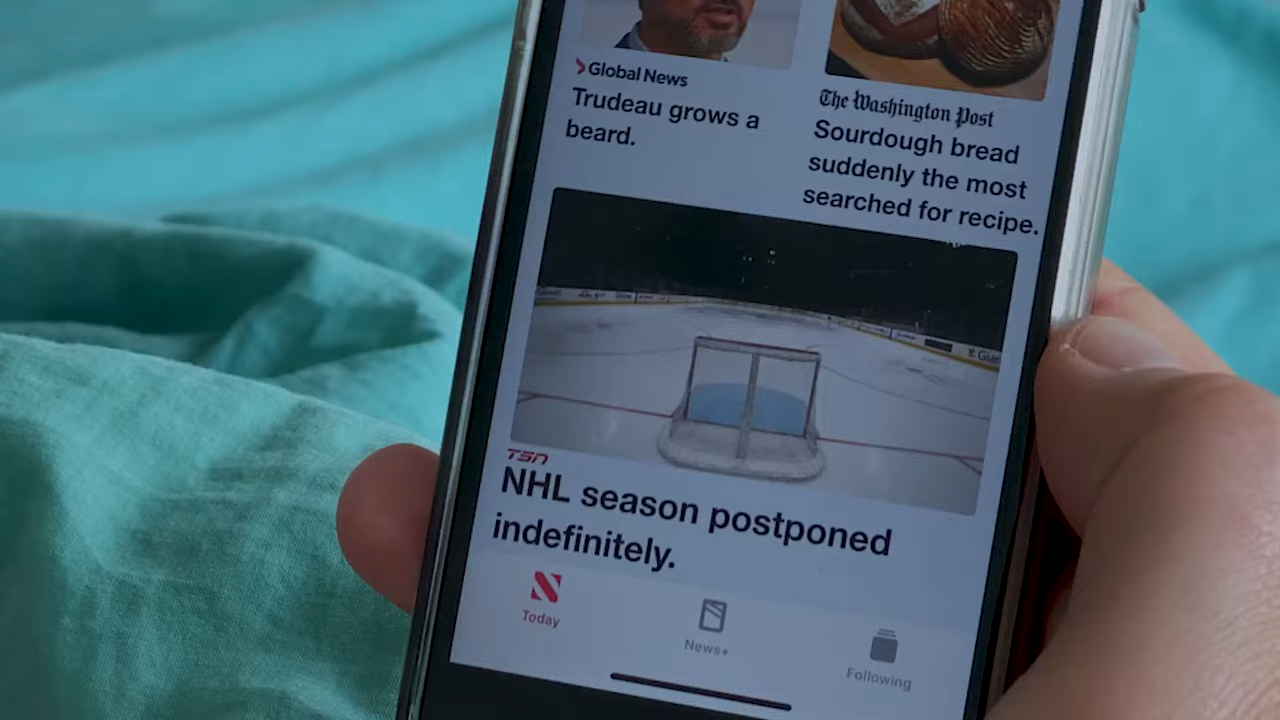 Global News
Trudeau grows a
beard.
The Washington Post
Sourdough bread
suddenly the most
searched for recipe.
TSN
NHL season postponed
indefinitely.
Today
News+
Following